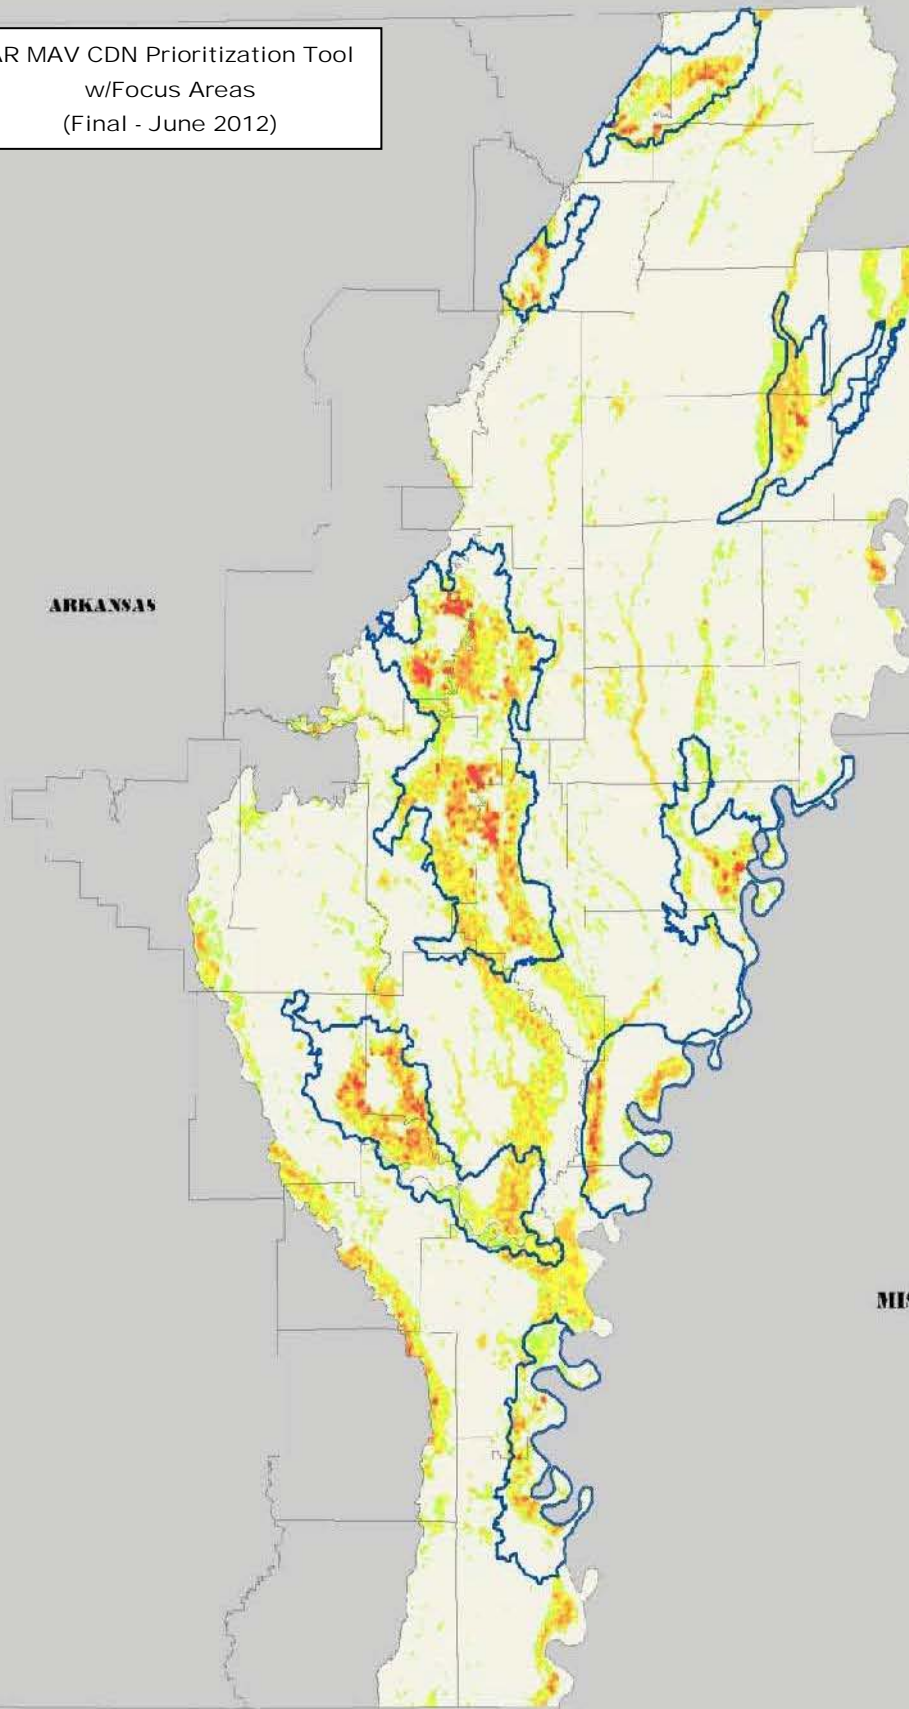 AR MAV CDN Prioritization Tool
w/Focus Areas
(Final - June 2012)
ARKANSAS
MIS